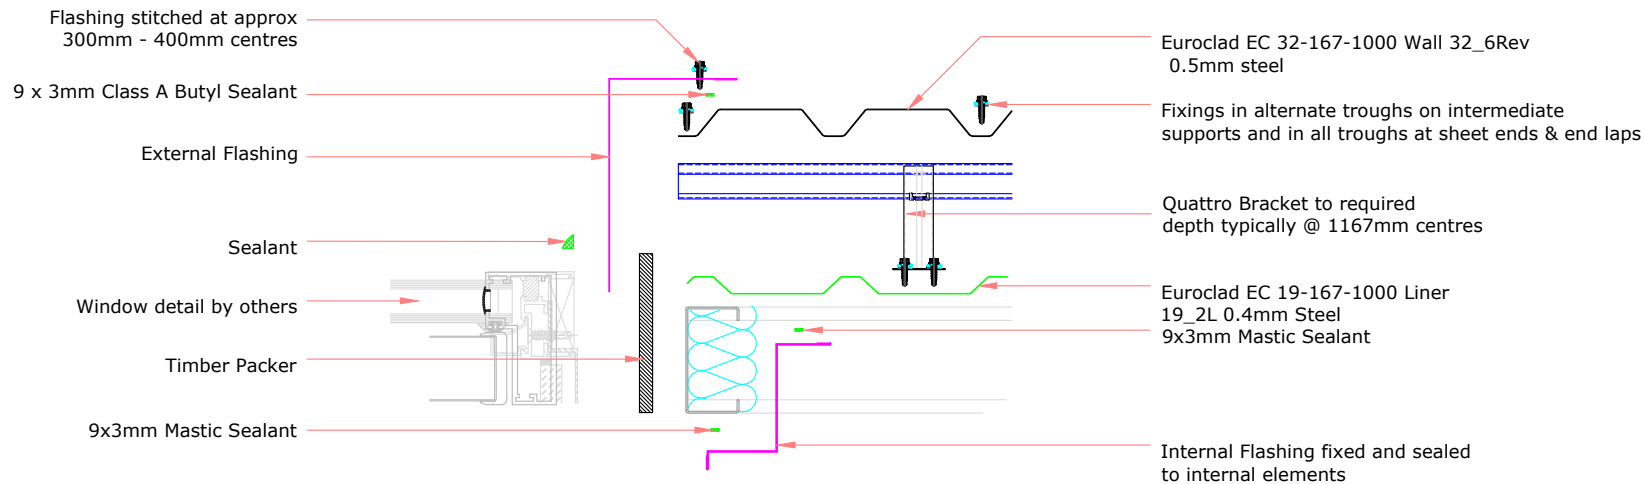 Flashing stitched at approx
300mm - 400mm centres
9 x 3mm Class A Butyl Sealant
External Flashing
Sealant
Window detail by others
Timber Packer
9x3mm Mastic Sealant
Euroclad EC 32-167-1000 Wall 32_6Rev
0.5mm steel
Fixings in alternate troughs on intermediate
supports and in all troughs at sheet ends & end laps
Quattro Bracket to required
depth typically @ 1167mm centres
Euroclad EC 19-167-1000 Liner
19_2L 0.4mm Steel
9x3mm Mastic Sealant
Internal Flashing fixed and sealed
to internal elements